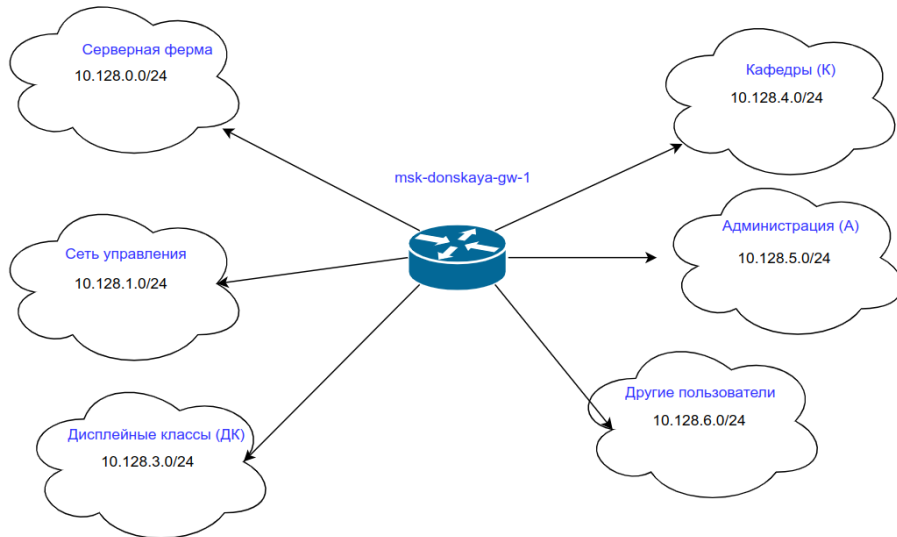 Серверная ферма
10.128.0.0/24
Кафедры (К)
10.128.4.0/24
msk-donskaya-gw-1
Администрация (А)
10.128.5.0/24
Сеть управления
10.128.1.0/24
Другие пользователи
10.128.6.0/24
Дисплейные классы (ДК)
10.128.3.0/24